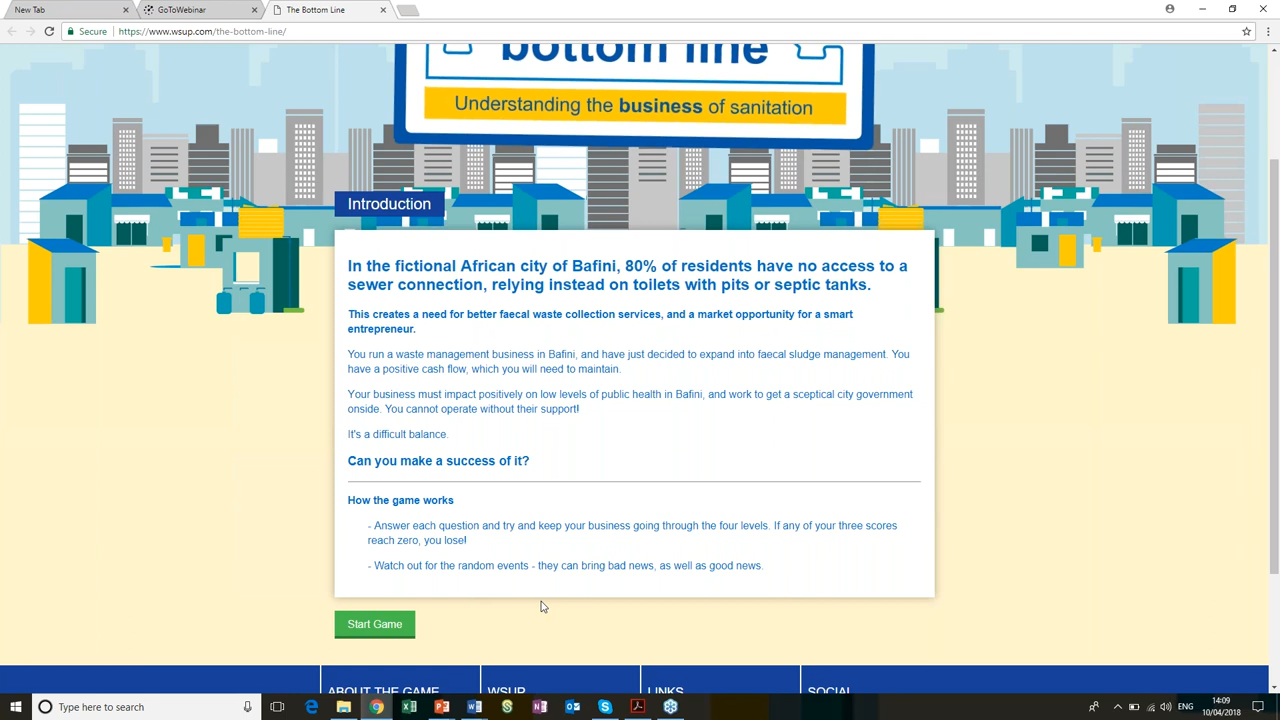 New Tab
GoToWebinar
The Bottom Line
Secure https://www.wsup.com/the-bottom-line/
bottom line
Understanding the business of sanitation
Introduction
In the fictional African city of Bafini, 80% of residents have no access to a
sewer connection, relying instead on toilets with pits or septic tanks.
This creates a need for better faecal waste collection services, and a market opportunity for a smart
entrepreneur.
You run a waste management business in Bafini, and have just decided to expand into faecal sludge management. You
have a positive cash flow, which you will need to maintain.
Your business must impact positively on low levels of public health in Bafini, and work to get a sceptical city government
onside. You cannot operate without their support!
It's a difficult balance.
Can you make a success of it?
How the game works
- Answer each question and try and keep your business going through the four levels. If any of your three scores
reach zero, you lose!
- Watch out for the random events - they can bring bad news, as well as good news.
Start Game
ABOUT THE GAME
WSUP
LINKS
SOCIAL
Type here to search
ENG
14:09
10/04/2018